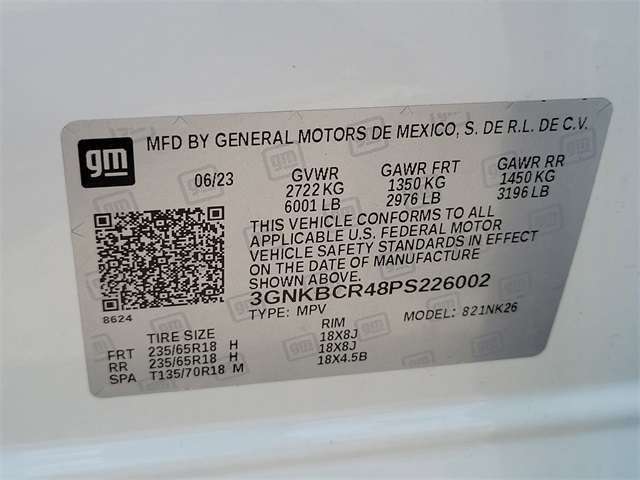 gm
MFD BY GENERAL MOTORS DE MEXICO, S. DE R.L. DE C.V.
06/23
GVWR GAWR FRT GAWR RR
2722 KG 1350 KG 1450 KG
6001 LB 2976 LB 3196 LB
THIS VEHICLE CONFORMS TO ALL
APPLICABLE U.S. FEDERAL MOTOR
VEHICLE SAFETY STANDARDS IN EFFECT
ON THE DATE OF MANUFACTURE
SHOWN ABOVE.
3GNKBCR48PS226002
TYPE: MPV MODEL: 821NK26
8624
TIRE SIZE RIM
FRT 235/65R18 H 18X8J
RR 235/65R18 H 18X8J
SPA T135/70R18 M 18X4.5B